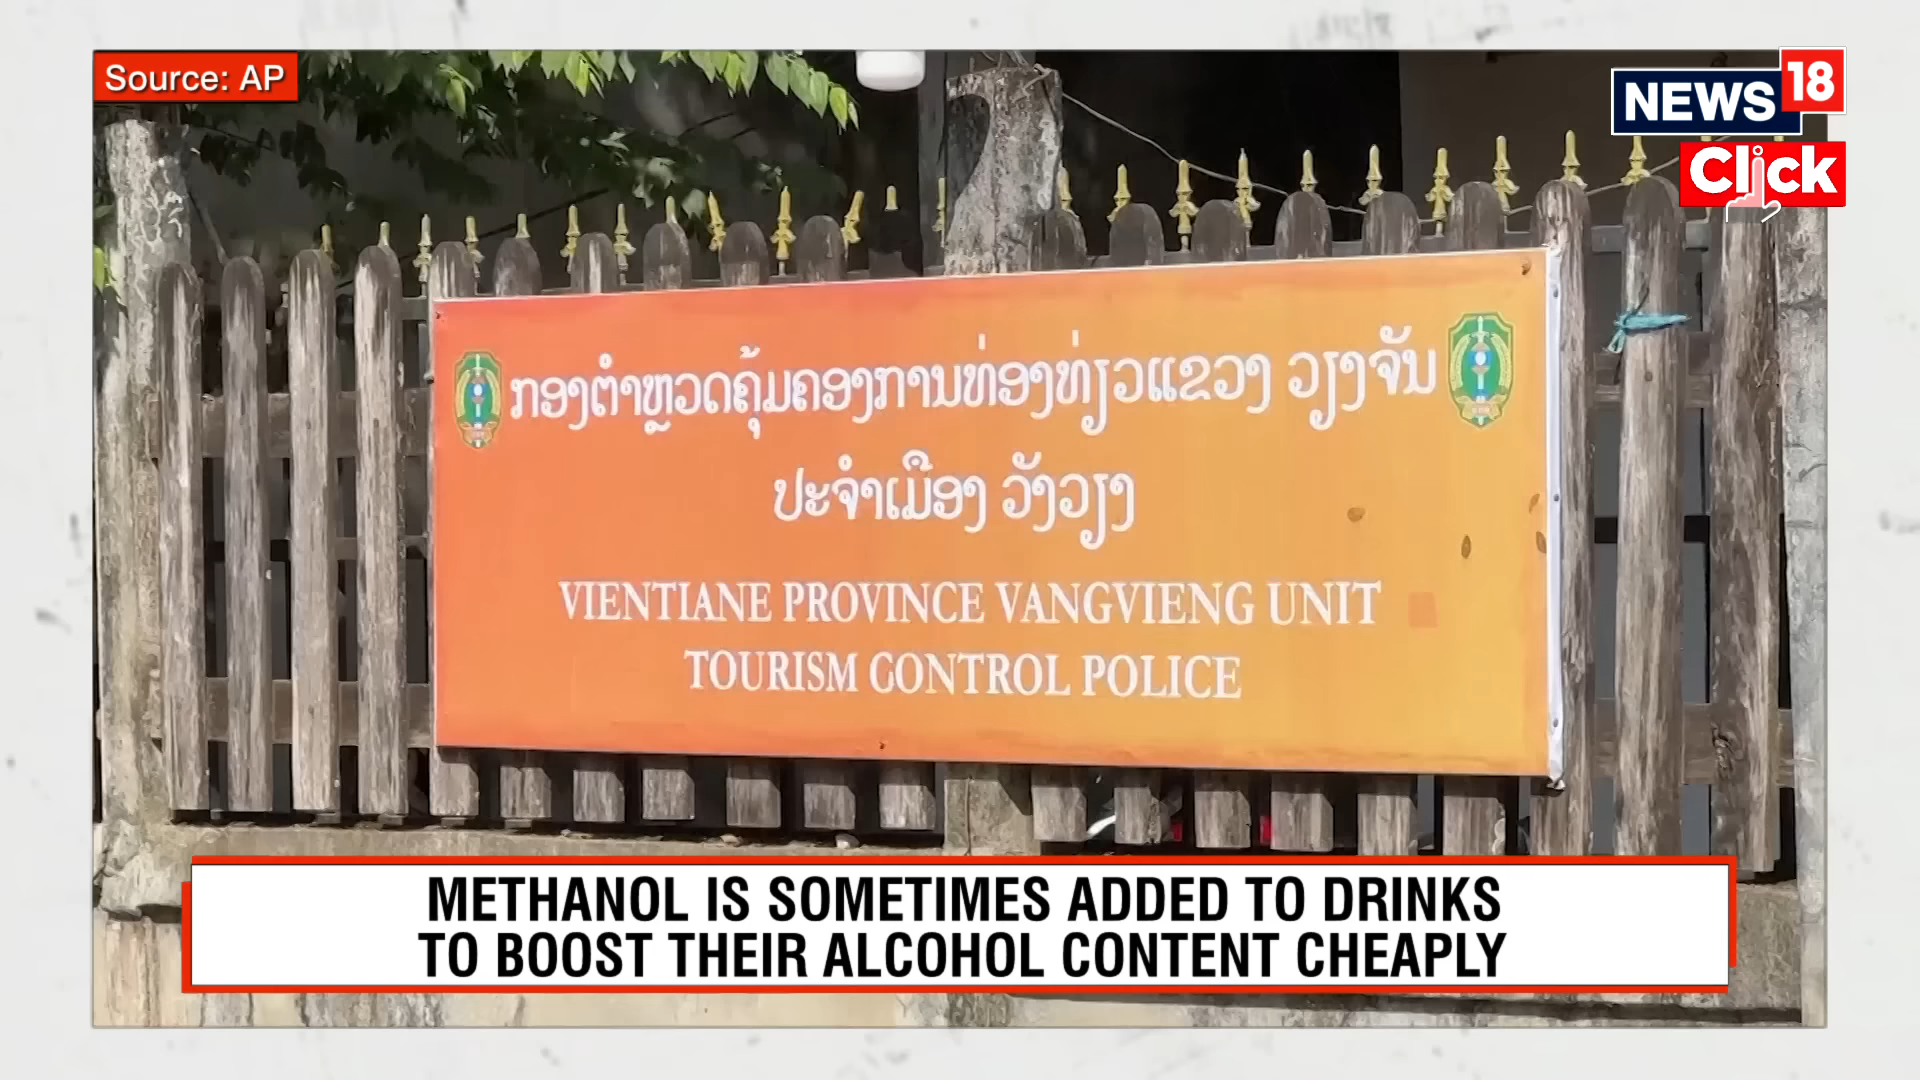 Source: AP
NEWS 18
Click
ກອງຕຳຫຼວດຄຸ້ມຄອງການທ່ອງທ່ຽວແຂວງ ວຽງຈັນ
ປະຈຳເມືອງ ວັງວຽງ
VIENTIANE PROVINCE VANGVIENG UNIT
TOURISM CONTROL POLICE
METHANOL IS SOMETIMES ADDED TO DRINKS
TO BOOST THEIR ALCOHOL CONTENT CHEAPLY